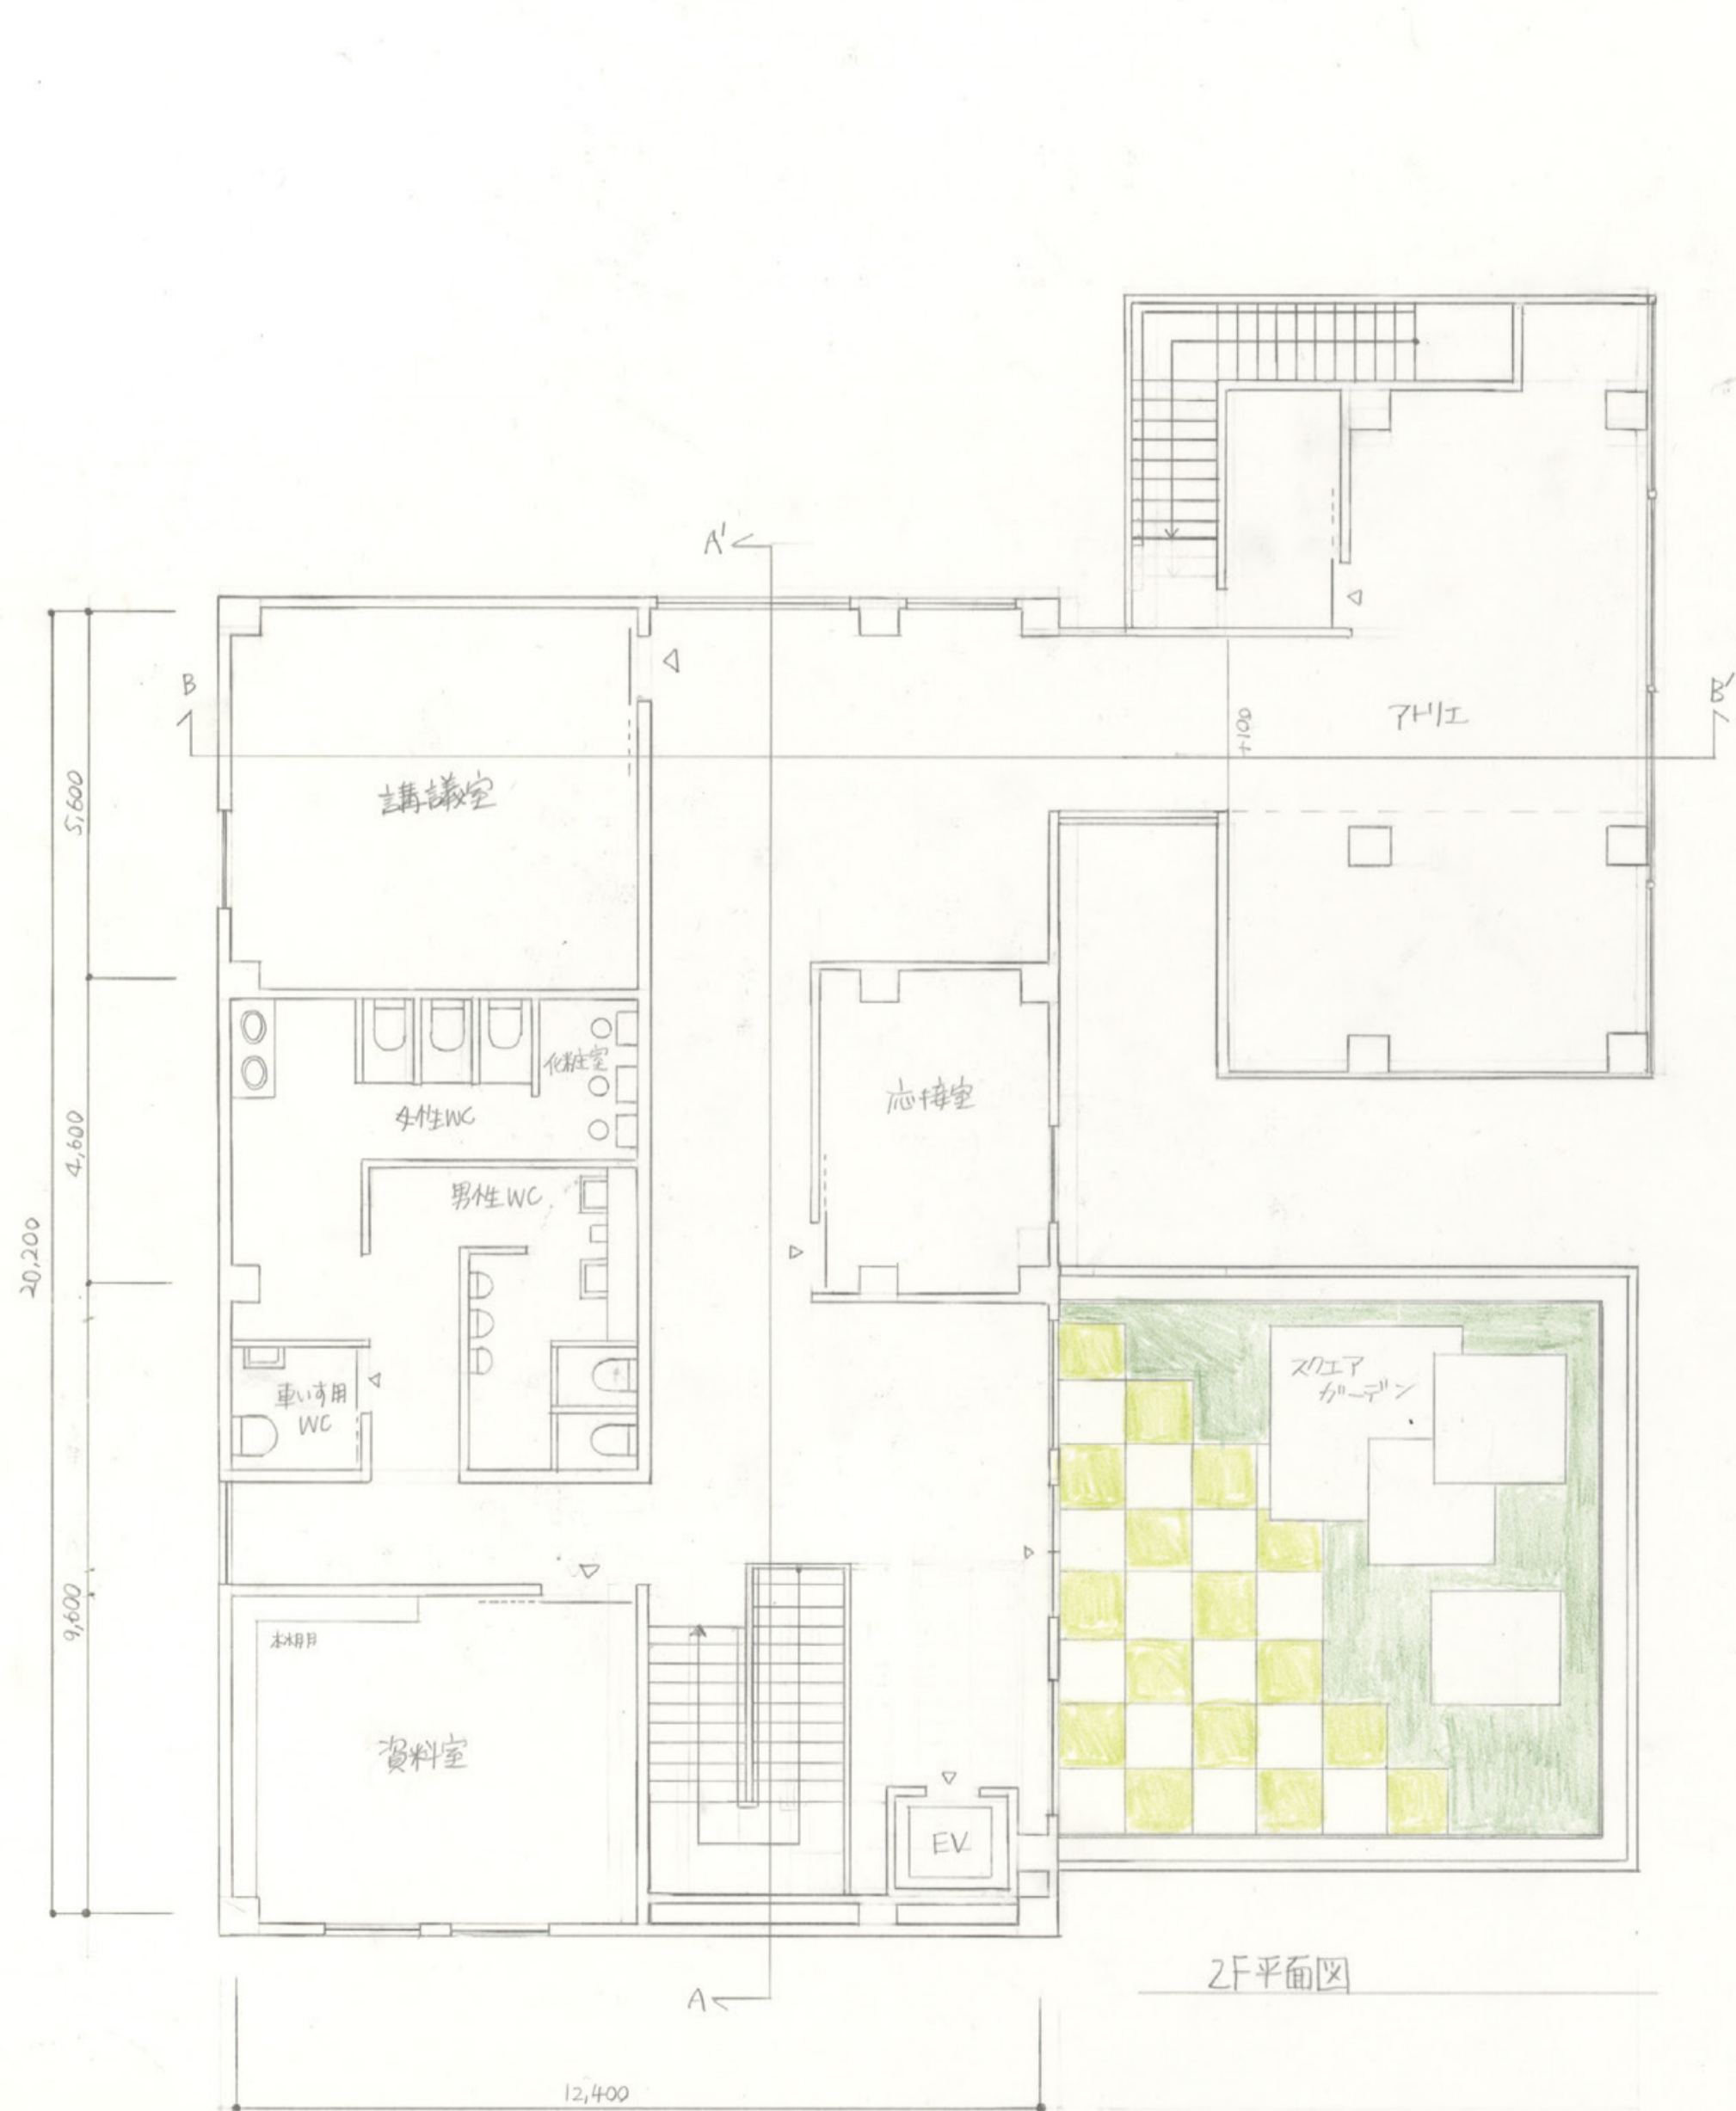 A'
B
B'
+100
アトリエ
講議室
5,600
化粧室
応接室
女性WC
4,600
男性WC
20,200
スクエア
ガーデン
車いす用
WC
9,600
本棚
資料室
EV
2F平面図
A
12,400